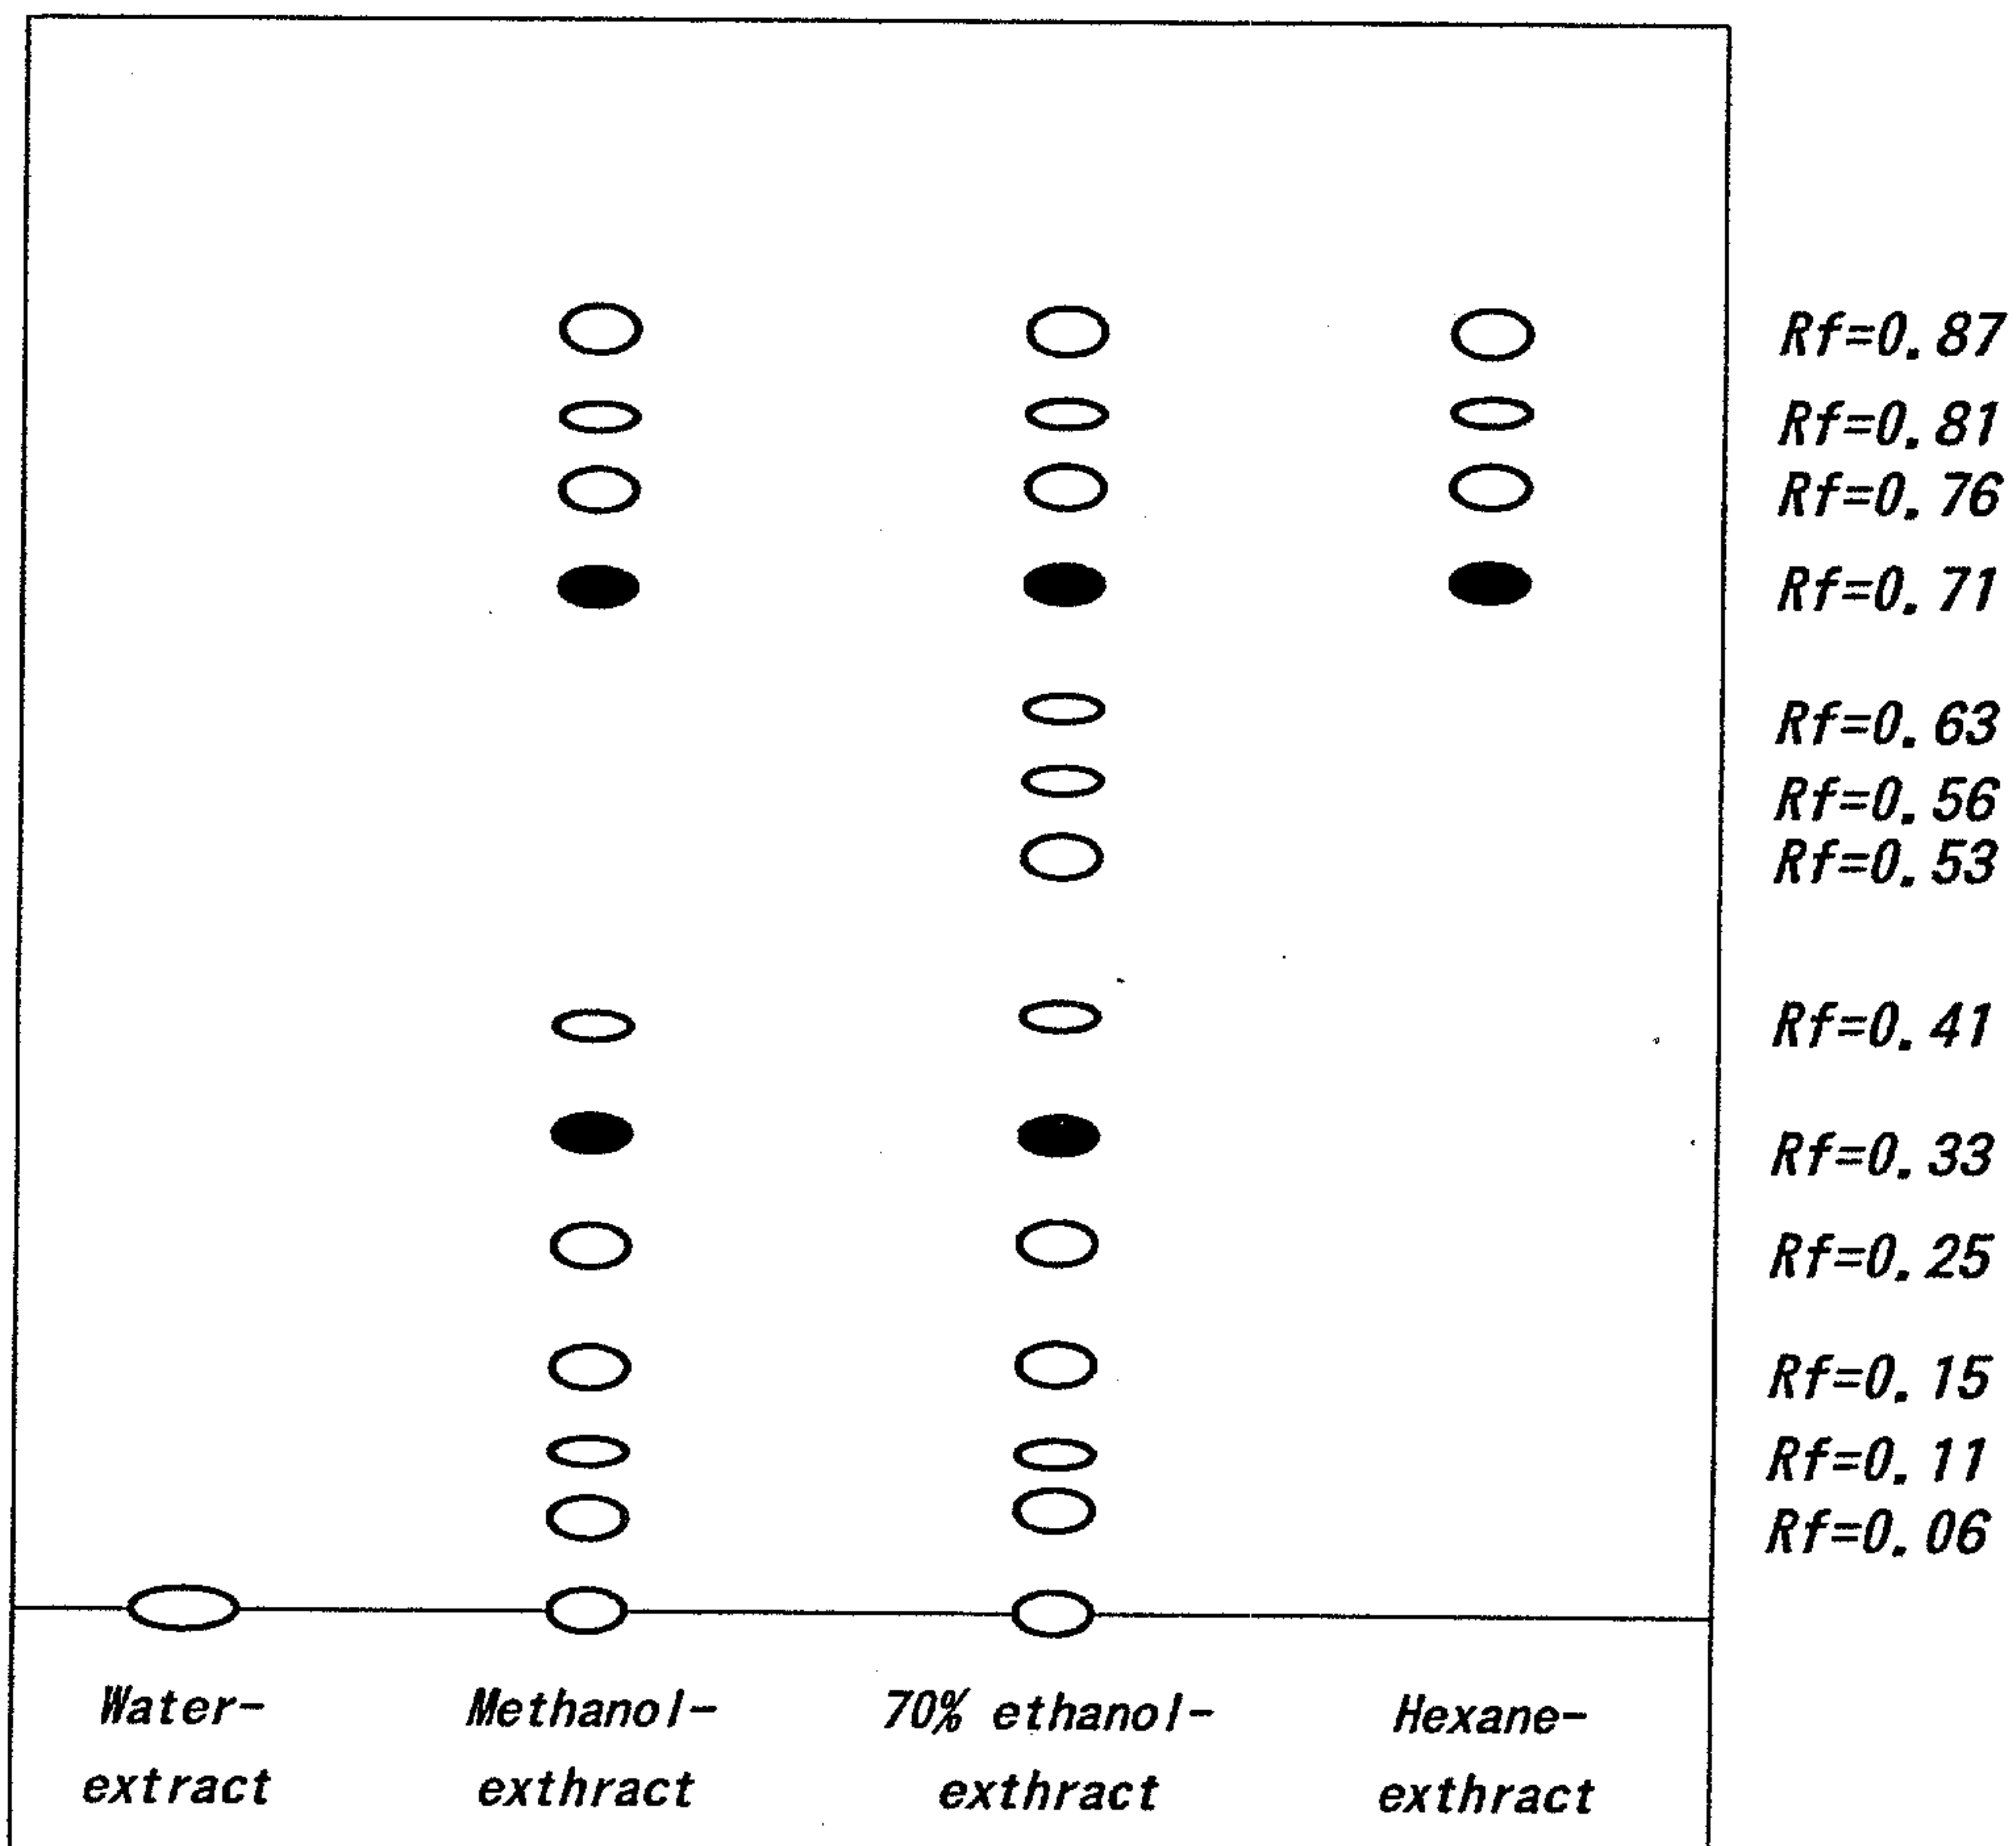 Rf=0.87
Rf=0.81
Rf=0.76
Rf=0.71
Rf=0.63
Rf=0.56
Rf=0.53
Rf=0.41
Rf=0.33
Rf=0.25
Rf=0.15
Rf=0.11
Rf=0.06
Water-
extract
Methanol-
exthract
70% ethanol-
exthract
Hexane-
exthract